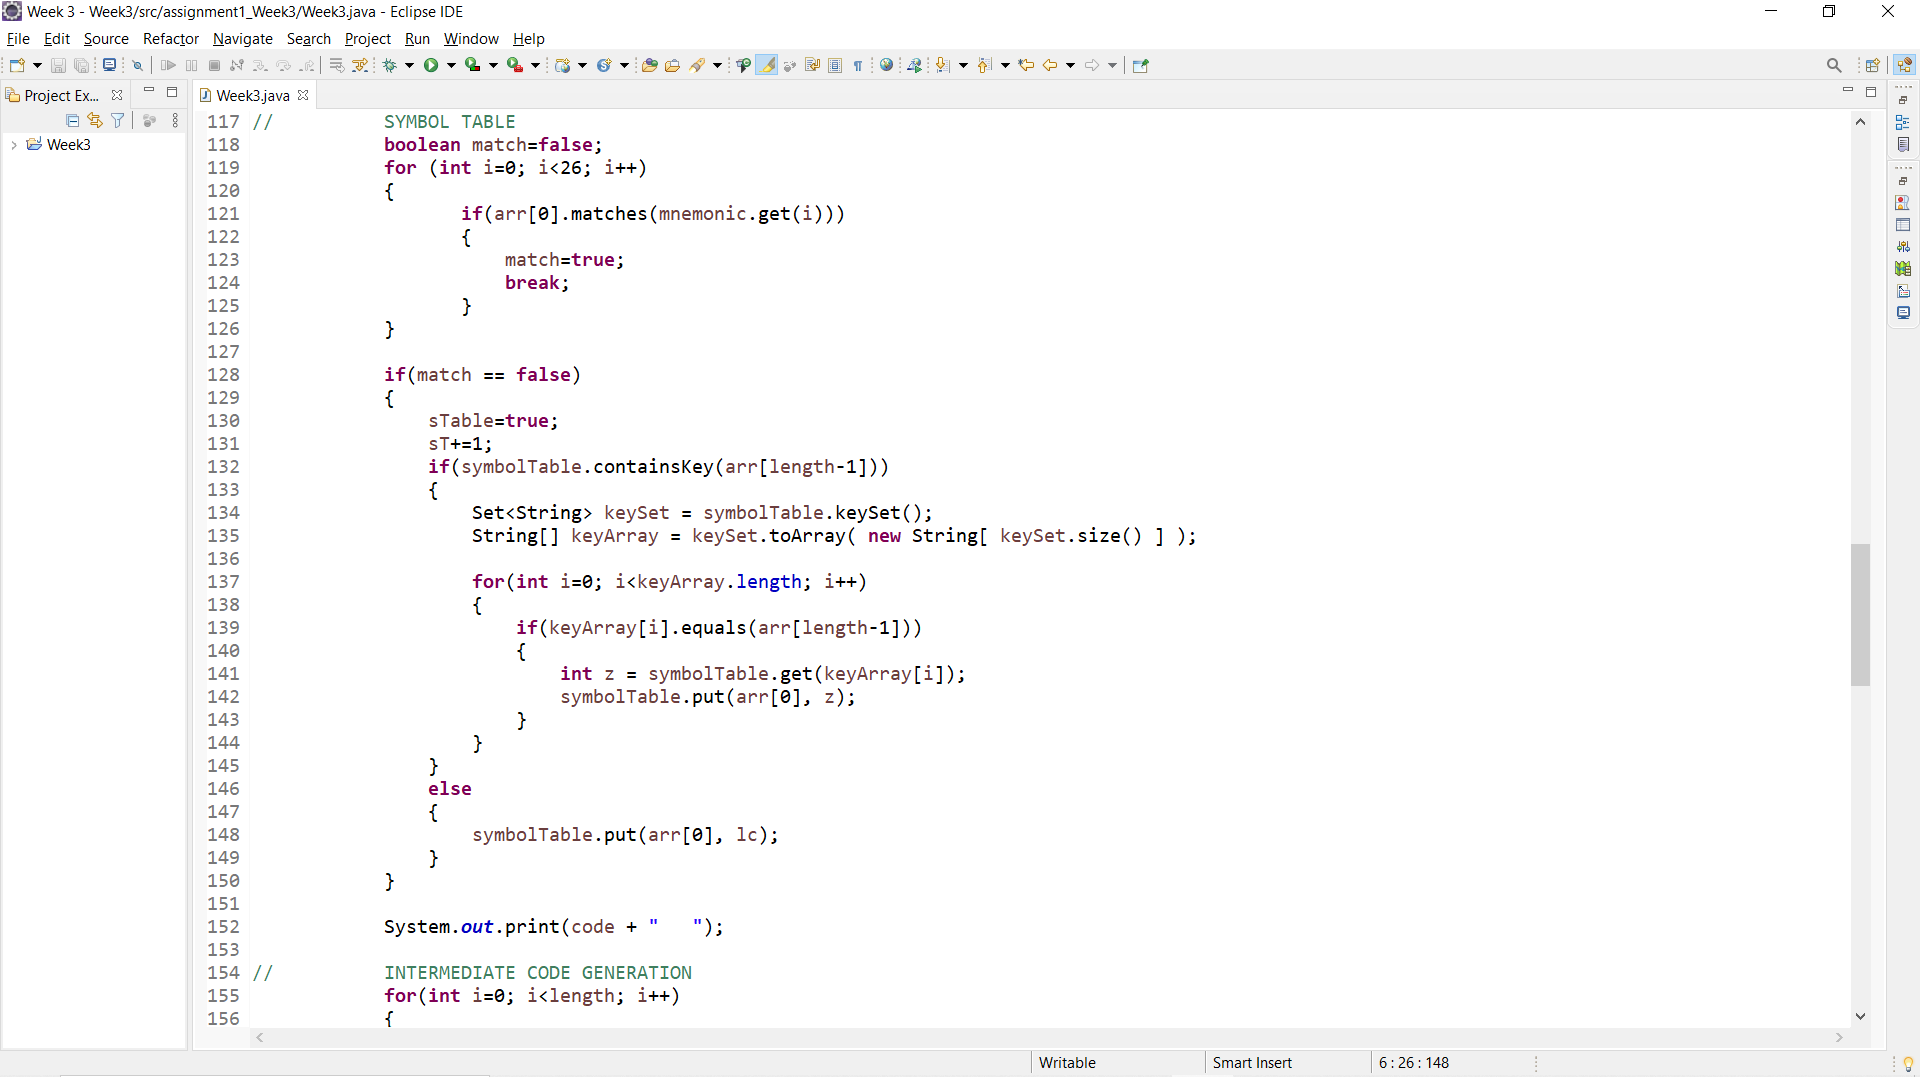 Week 3 - Week3/src/assignment1_Week3/Week3.java - Eclipse IDE
File Edit Source Refactor Navigate Search Project Run Window Help
Project Ex... Week3.java
Week3
117 // SYMBOL TABLE
118 boolean match=false;
119 for (int i=0; i<26; i++)
120 {
121 if(arr[0].matches(mnemonic.get(i)))
122 {
123 match=true;
124 break;
125 }
126 }
127
128 if(match == false)
129 {
130 sTable=true;
131 sT+=1;
132 if(symbolTable.containsKey(arr[length-1]))
133 {
134 Set<String> keySet = symbolTable.keySet();
135 String[] keyArray = keySet.toArray( new String[ keySet.size() ] );
136
137 for(int i=0; i<keyArray.length; i++)
138 {
139 if(keyArray[i].equals(arr[length-1]))
140 {
141 int z = symbolTable.get(keyArray[i]);
142 symbolTable.put(arr[0], z);
143 }
144 }
145 }
146 else
147 {
148 symbolTable.put(arr[0], lc);
149 }
150 }
151
152 System.out.print(code + "   ");
153
154 // INTERMEDIATE CODE GENERATION
155 for(int i=0; i<length; i++)
156 {
Writable Smart Insert 6 : 26 : 148